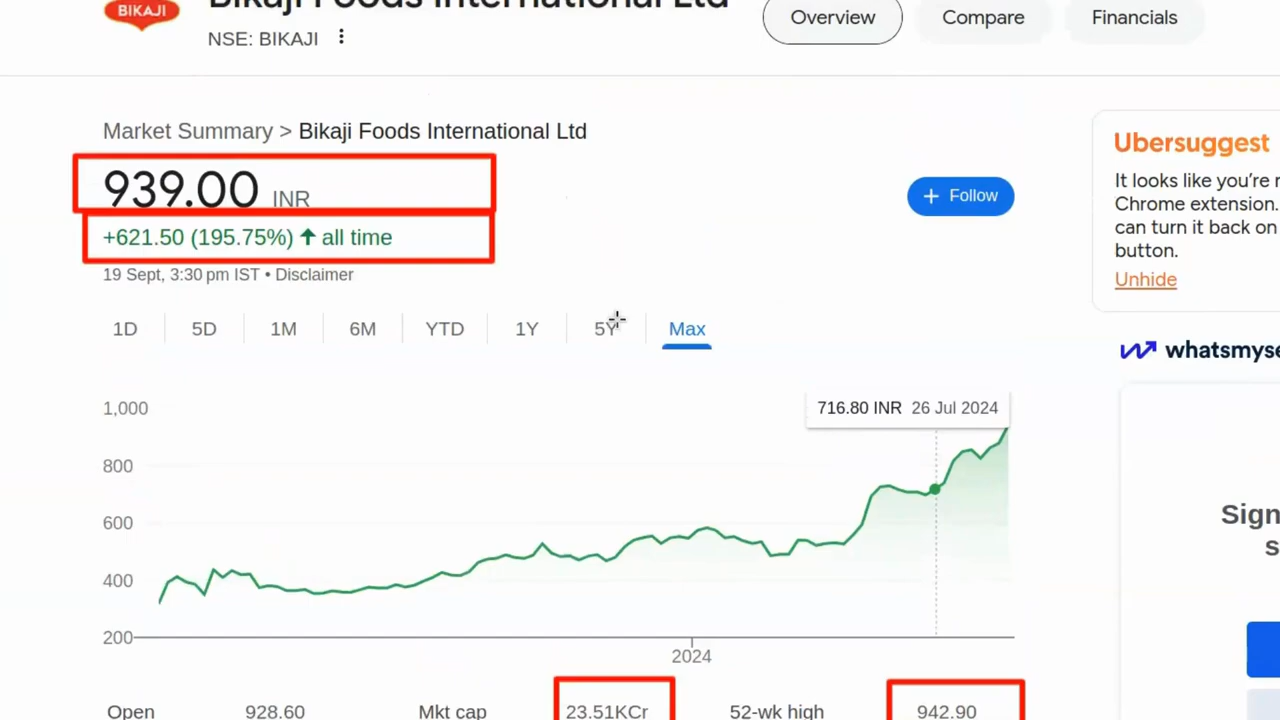 BIKAJI
Bikaji Foods International Ltd
NSE: BIKAJI
Overview
Compare
Financials
Market Summary > Bikaji Foods International Ltd
939.00 INR
+621.50 (195.75%) ↑ all time
19 Sept, 3:30 pm IST • Disclaimer
+ Follow
1D
5D
1M
6M
YTD
1Y
5Y
Max
716.80 INR 26 Jul 2024
1,000
800
600
400
200
2024
Open 928.60
Mkt cap 23.51KCr
52-wk high 942.90
Ubersuggest
It looks like you're
Chrome extension.
can turn it back on
button.
Unhide
whatsmyse
Sign
s